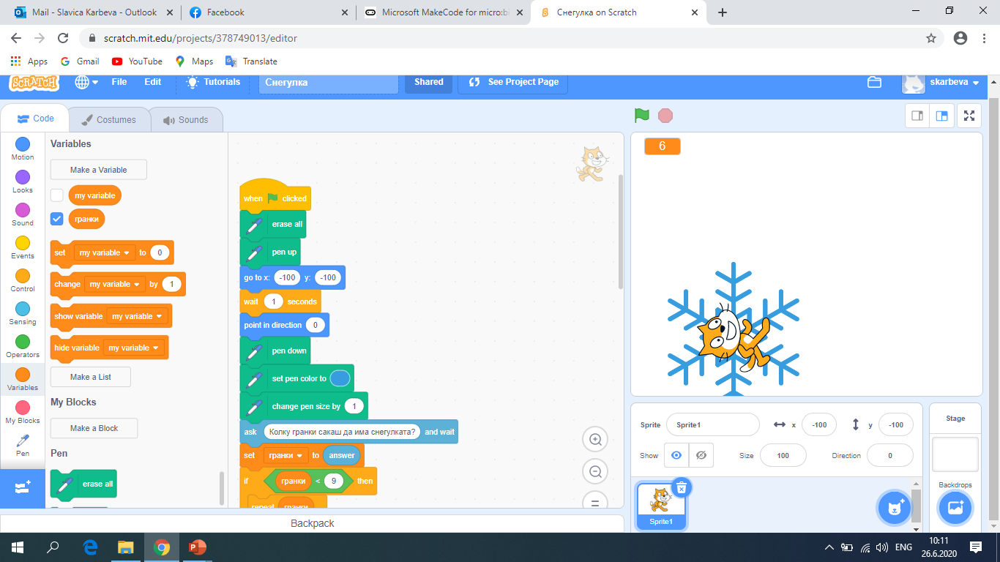 Mail - Slavica Karbeva - Outlook
Facebook
Microsoft MakeCode for micro:bi
Снегулка on Scratch
scratch.mit.edu/projects/378749013/editor
Apps
Gmail
YouTube
Maps
Translate
SCRATCH
File
Edit
Tutorials
Снегулка
Shared
See Project Page
skarbeva
Code
Costumes
Sounds
Motion
Looks
Sound
Events
Control
Sensing
Operators
Variables
My Blocks
Pen
Variables
Make a Variable
my variable
гранки
set my variable to 0
change my variable by 1
show variable my variable
hide variable my variable
Make a List
My Blocks
Make a Block
Pen
erase all
when clicked
erase all
pen up
go to x: -100 y: -100
wait 1 seconds
point in direction 0
pen down
set pen color to
change pen size by 1
ask Колку гранки сакаш да има снегулката? and wait
set гранки to answer
if гранки < 9 then
repeat гранки
Backpack
6
Sprite Sprite1 x -100 y -100
Show Size 100 Direction 0
Sprite1
Stage
Backdrops
ENG
10:11
26.6.2020